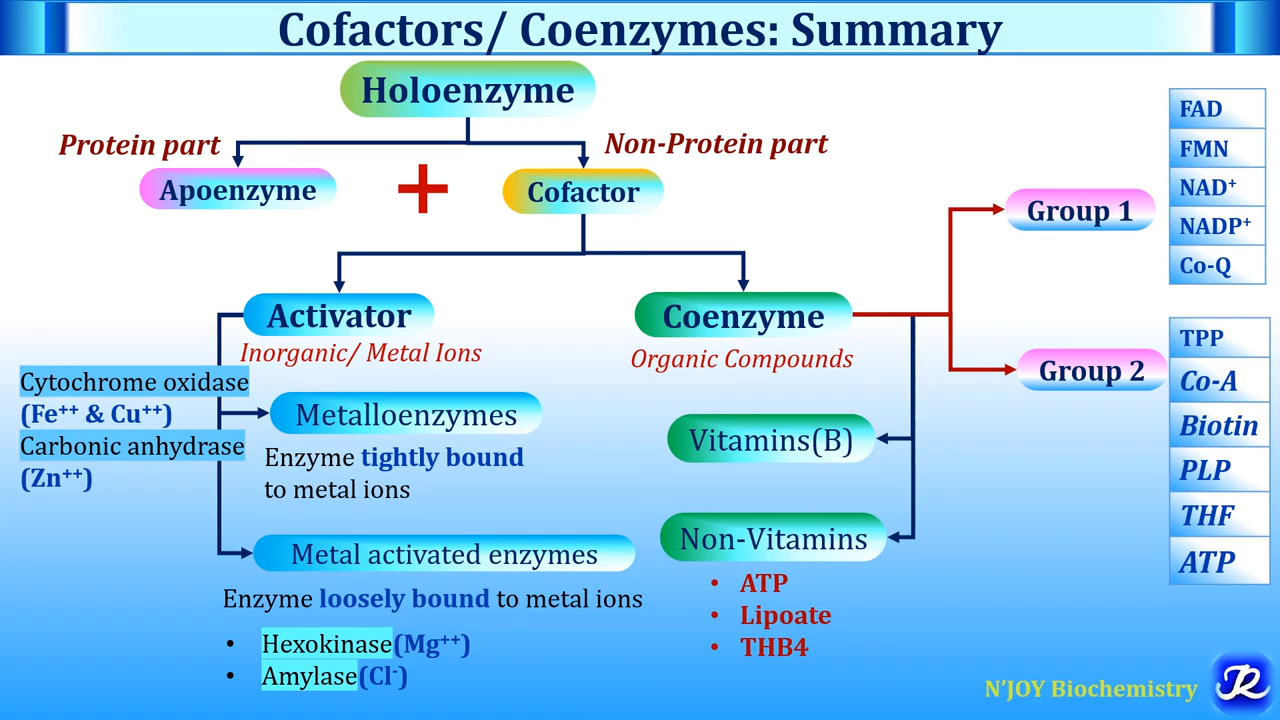 Cofactors/ Coenzymes: Summary
Holoenzyme
Protein part
Non-Protein part
Apoenzyme
+
Cofactor
Activator
Inorganic/ Metal Ions
Coenzyme
Organic Compounds
Cytochrome oxidase
(Fe⁺⁺ & Cu⁺⁺)
Carbonic anhydrase
(Zn⁺⁺)
Metalloenzymes
Enzyme tightly bound
to metal ions
Metal activated enzymes
Enzyme loosely bound to metal ions
• Hexokinase(Mg⁺⁺)
• Amylase(Cl⁻)
Vitamins(B)
Non-Vitamins
• ATP
• Lipoate
• THB4
Group 1
FAD
FMN
NAD⁺
NADP⁺
Co-Q
Group 2
TPP
Co-A
Biotin
PLP
THF
ATP
N'JOY Biochemistry